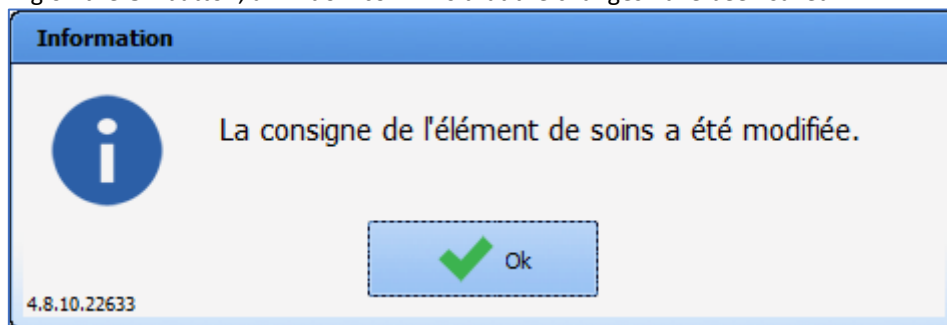 Information
La consigne de l'élément de soins a été modifiée.
Ok
4.8.10.22633